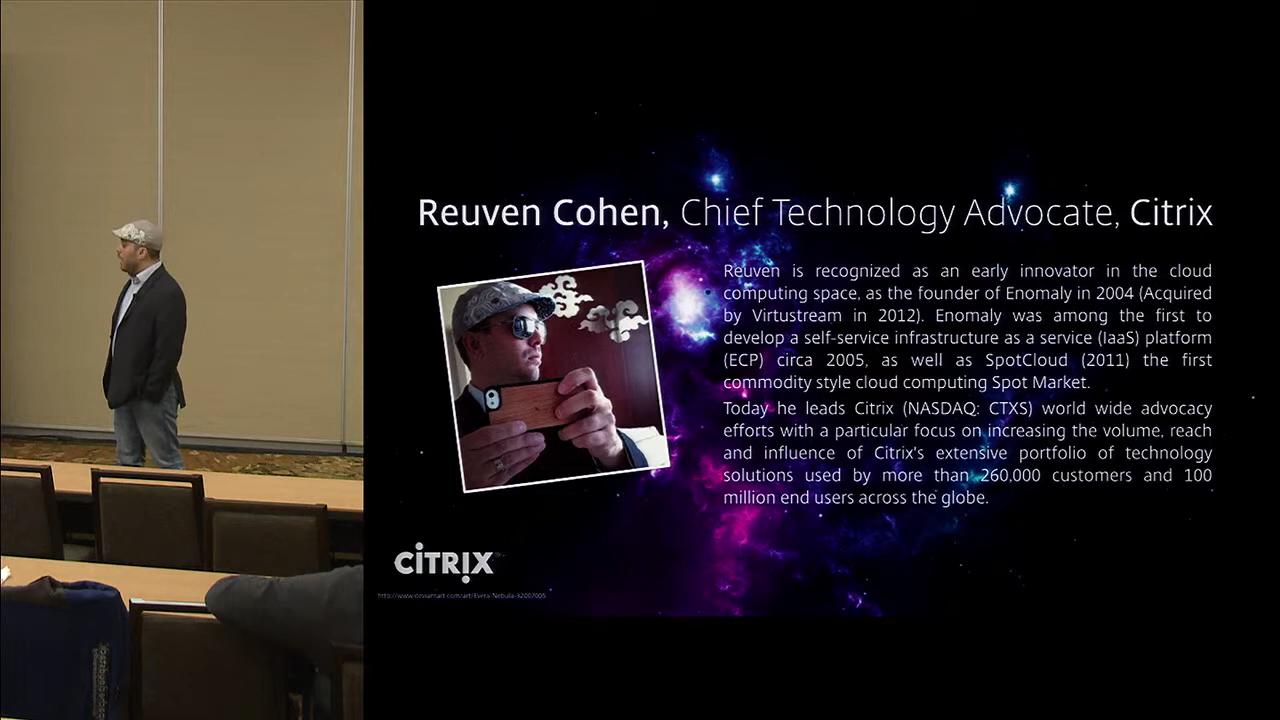 Reuven Cohen, Chief Technology Advocate, Citrix
Reuven is recognized as an early innovator in the cloud
computing space, as the founder of Enomaly in 2004 (Acquired
by Virtustream in 2012). Enomaly was among the first to
develop a self-service infrastructure as a service (IaaS) platform
(ECP) circa 2005, as well as SpotCloud (2011) the first
commodity style cloud computing Spot Market.
Today he leads Citrix (NASDAQ: CTXS) world wide advocacy
efforts with a particular focus on increasing the volume, reach
and influence of Citrix's extensive portfolio of technology
solutions used by more than 260,000 customers and 100
million end users across the globe.
CİTRIX